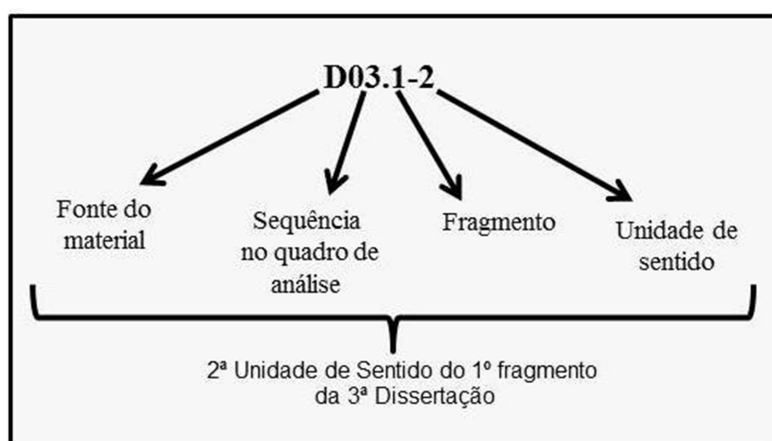 D03.1-2
Fonte do
material
Sequência
no quadro de
análise
Fragmento
Unidade de
sentido
2ª Unidade de Sentido do 1º fragmento
da 3ª Dissertação